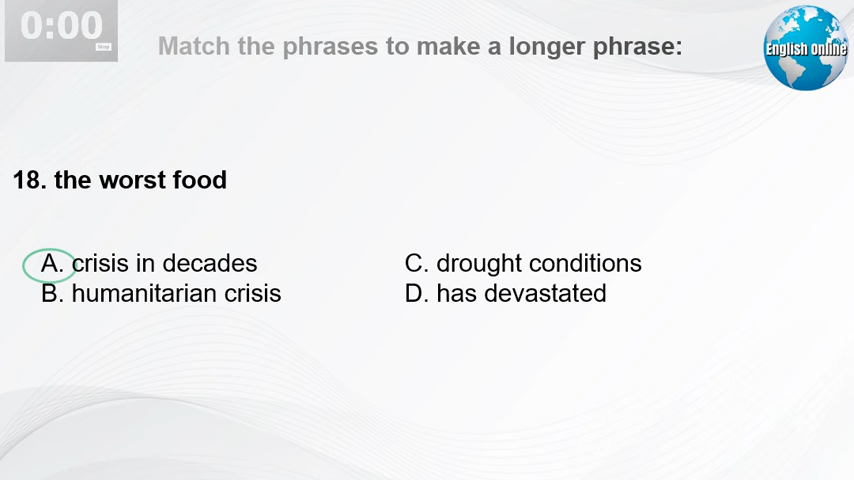 0:00
Stop
Match the phrases to make a longer phrase:
English Online
18. the worst food
A. crisis in decades
B. humanitarian crisis
C. drought conditions
D. has devastated